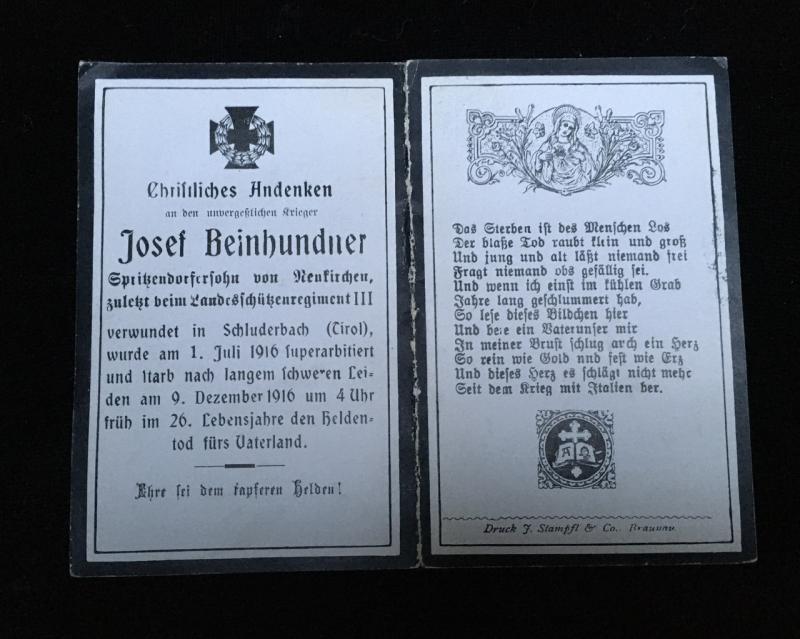 Christliches Andenken
an den unvergeßlichen Krieger
Josef Beinhundner
Spritzendorfersohn von Neukirchen,
zuletzt beim Landesschützenregiment III
verwundet in Schluderbach (Tirol),
wurde am 1. Juli 1916 superarbitiert
und starb nach langem schweren Lei-
den am 9. Dezember 1916 um 4 Uhr
früh im 26. Lebensjahre den Helden-
tod fürs Vaterland.
Ehre sei dem tapferen Helden!
Das Sterben ist des Menschen Los
Der blaße Tod raubt klein und groß
Und jung und alt läßt niemand frei
Fragt niemand obs gefällig sei.
Und wenn ich einst im kühlen Grab
Jahre lang geschlummert hab,
So lese dieses Bildchen hier
Und bete ein Vaterunser mir
In meiner Brust schlug auch ein Herz
So rein wie Gold nnd fest wie Erz
Und dieses Herz es schlägt nicht mehr
Seit dem Krieg mit Italien her.
Druck J. Stampfl & Co., Braunau.